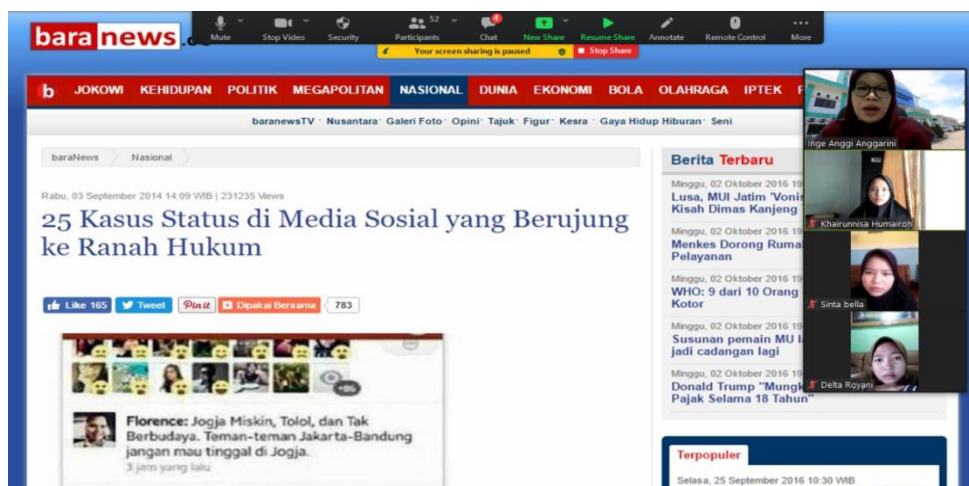 bara news
Mute
Stop Video
Security
Participants
52
Chat
4
New Share
Resume Share
Annotate
Remote Control
More
Your screen sharing is paused
Stop Share
b JOKOWI KEHIDUPAN POLITIK MEGAPOLITAN NASIONAL DUNIA EKONOMI BOLA OLAHRAGA IPTEK
baranewsTV Nusantara Galeri Foto Opini Tajuk Figur Kesra Gaya Hidup Hiburan Seni
baraNews Nasional
Rabu, 03 September 2014 14:09 WIB | 231235 Views
25 Kasus Status di Media Sosial yang Berujung
ke Ranah Hukum
Like 165
Tweet
Pin it
Dipakai Bersama
783
+86
Florence: Jogja Miskin, Tolol, dan Tak
Berbudaya. Teman-teman Jakarta-Bandung
jangan mau tinggal di Jogja.
3 jam yang lalu
Berita Terbaru
Minggu, 02 Oktober 2016 19
Lusa, MUI Jatim 'Vonis
Kisah Dimas Kanjeng
Minggu, 02 Oktober 2016 19
Menkes Dorong
Pelayanan
Minggu, 02 Oktober 2016 19
WHO: 9 dari 10 Orang
Kotor
Minggu, 02 Oktober 2016 19
Susunan pemain MU
jadi cadangan lagi
Minggu, 02 Oktober 2016 19
Donald Trump "Mungk
Pajak Selama 18 Tahun"
Terpopuler
Selasa, 25 September 2016 10:30 WIB
Inge Anggi Anggarini
Khairunnisa Humairoh
Sinta bella
Delta Royani